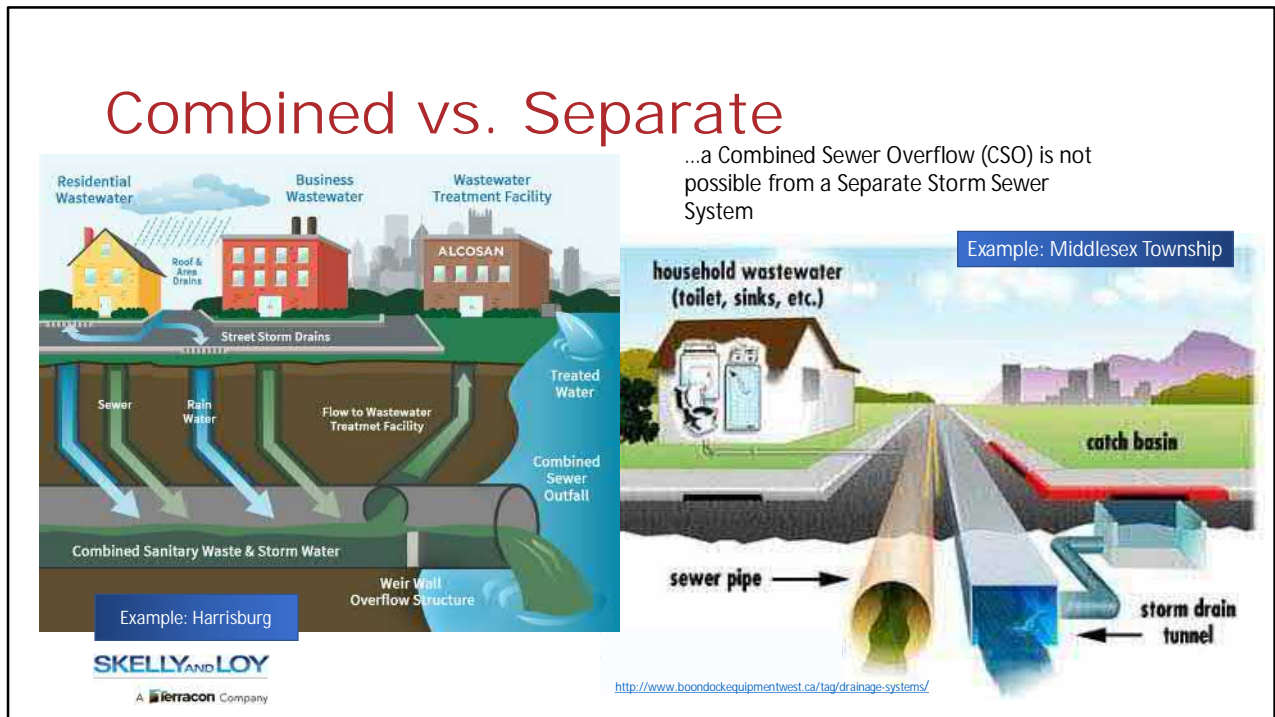 Combined vs. Separate
...a Combined Sewer Overflow (CSO) is not
possible from a Separate Storm Sewer
System
Residential
Wastewater
Business
Wastewater
Wastewater
Treatment Facility
Roof &
Area
Drains
ALCOSAN
Street Storm Drains
Sewer
Rain
Water
Flow to Wastewater
Treatmet Facility
Treated
Water
Combined
Sewer
Outfall
Combined Sanitary Waste & Storm Water
Weir Wall
Overflow Structure
Example: Harrisburg
Example: Middlesex Township
household wastewater
(toilet, sinks, etc.)
catch basin
sewer pipe
storm drain
tunnel
SKELLY AND LOY
A Terracon Company
http://www.boondockequipmentwest.ca/tag/drainage-systems/